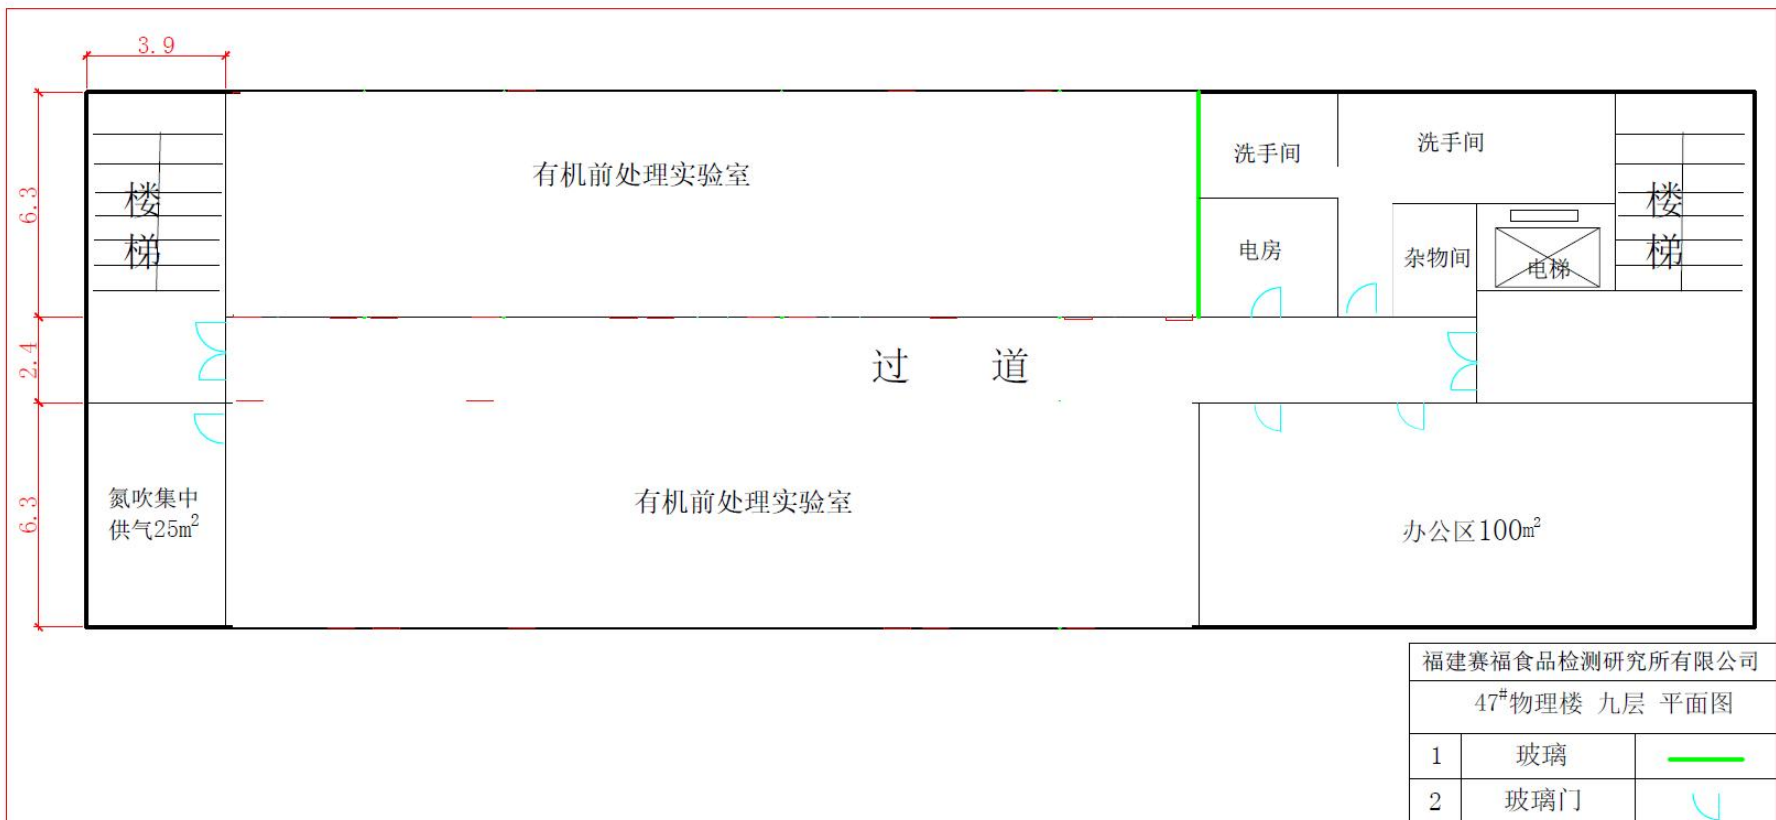 3.9
6.3
2.4
6.3
楼
梯
有机前处理实验室
洗手间
洗手间
电房
杂物间
电梯
楼
梯
过 道
氮吹集中
供气25m²
有机前处理实验室
办公区100m²
福建赛福食品检测研究所有限公司
47#物理楼 九层 平面图
1 玻璃
2 玻璃门